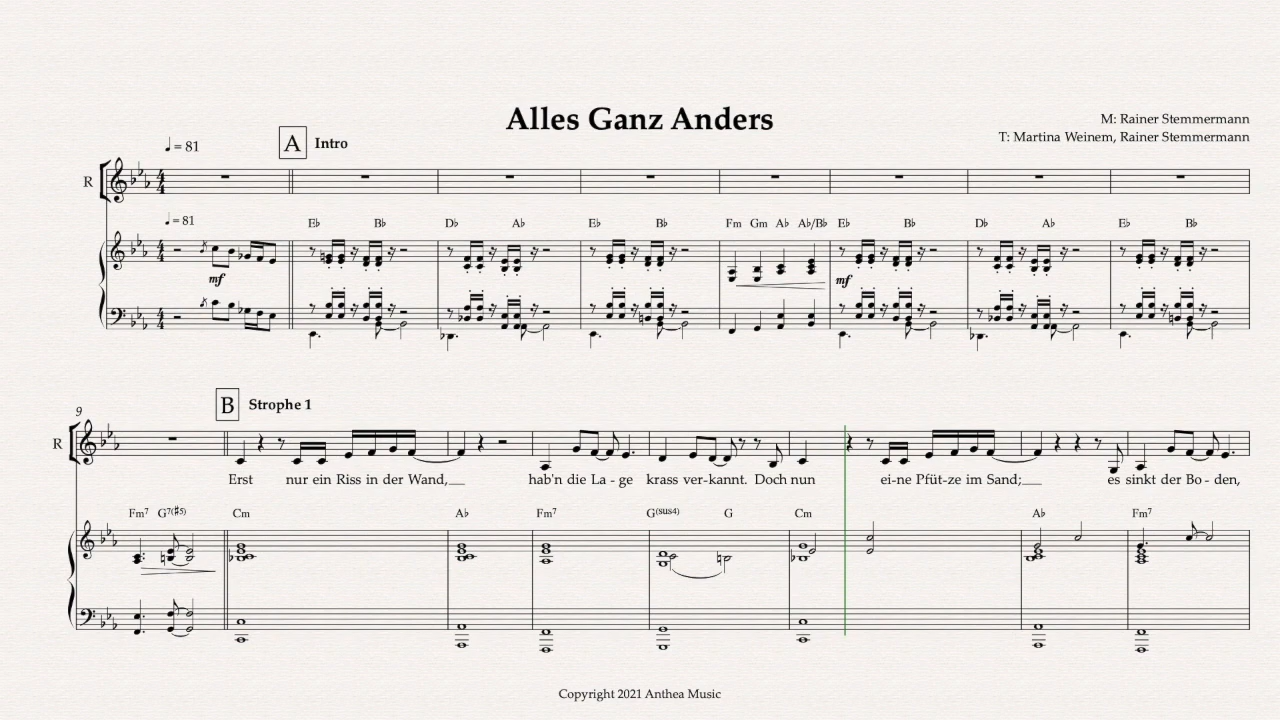 Alles Ganz Anders
M: Rainer Stemmermann
T: Martina Weinem, Rainer Stemmermann
♩ = 81
A Intro
R
♩ = 81
E♭ B♭ D♭ A♭ E♭ B♭ Fm Gm A♭ A♭/B♭ E♭ B♭ D♭ A♭ E♭ B♭
mf mf
9
B Strophe 1
R
Erst nur ein Riss in der Wand,__ hab'n die La - ge krass ver-kannt. Doch nun ei-ne Pfüt-ze im Sand;__ es sinkt der Bo - den,
Fm7 G7(♯5) Cm A♭ Fm7 G(sus4) G Cm A♭ Fm7
Copyright 2021 Anthea Music